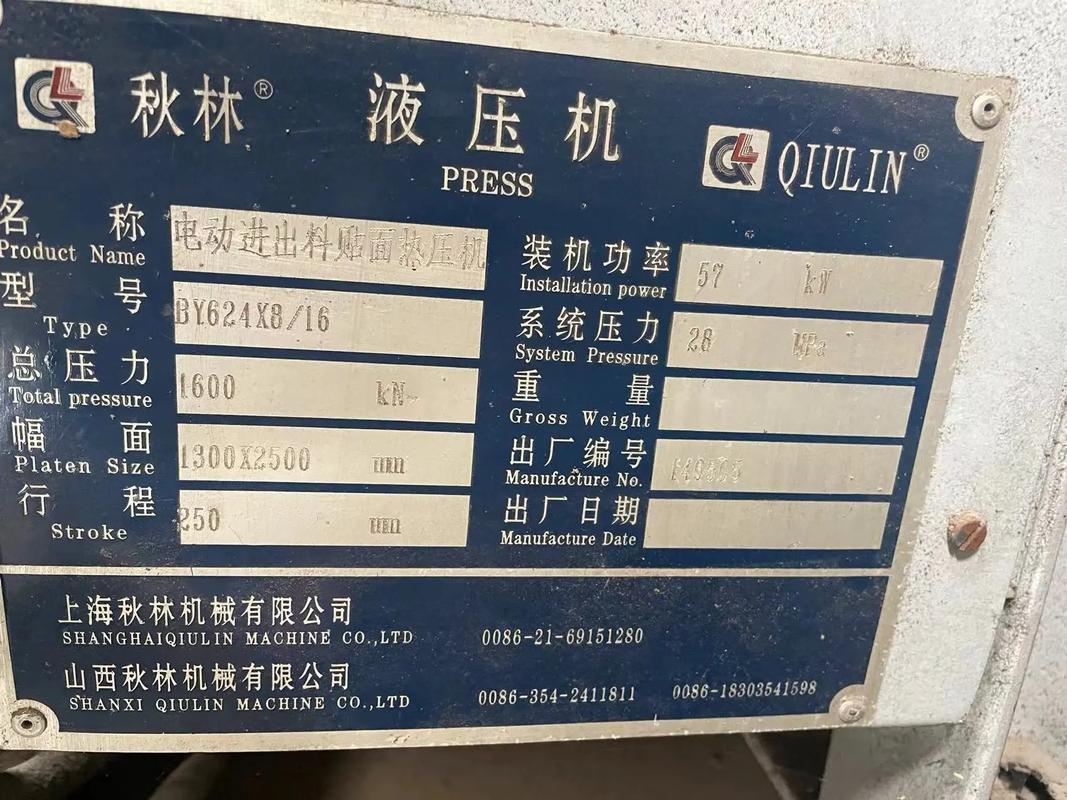 秋林® 液压机 QIULIN®
PRESS
名称 电动进出料贴面热压机
Product Name
型号 BY624X8/16
Type
总压力 1600 kN
Total pressure
幅面 1300X2500 mm
Platen Size
行程 250 mm
Stroke
装机功率 57 kW
Installation power
系统压力 28 MPa
System Pressure
重量
Gross Weight
出厂编号
Manufacture No.
出厂日期
Manufacture Date
上海秋林机械有限公司
SHANGHAIQIULIN MACHINE CO.,LTD 0086-21-69151280
山西秋林机械有限公司
SHANXI QIULIN MACHINE CO.,LTD 0086-354-2411811 0086-18303541598